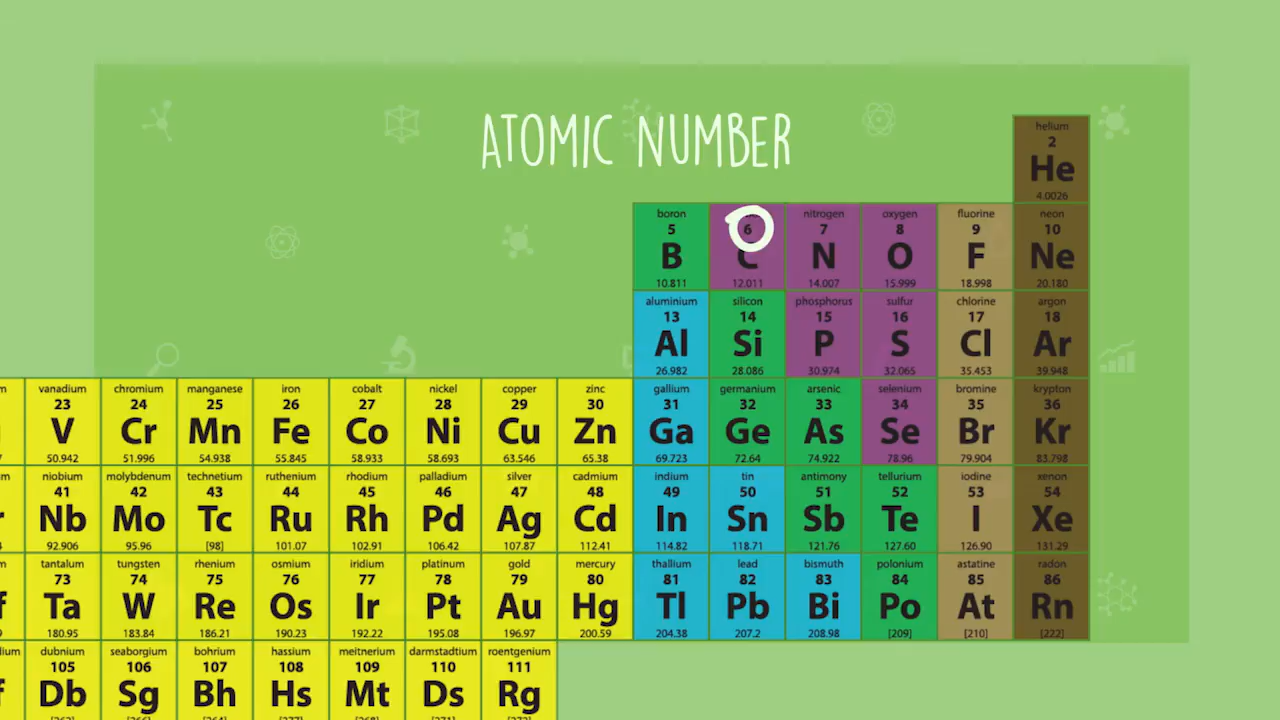 ATOMIC NUMBER
helium
2
He
4.0026
boron nitrogen oxygen fluorine neon
5 6 7 8 9 10
B C N O F Ne
10.811 12.011 14.007 15.999 18.998 20.180
aluminium silicon phosphorus sulfur chlorine argon
13 14 15 16 17 18
Al Si P S Cl Ar
26.982 28.086 30.974 32.065 35.453 39.948
vanadium chromium manganese iron cobalt nickel copper zinc gallium germanium arsenic selenium bromine krypton
23 24 25 26 27 28 29 30 31 32 33 34 35 36
V Cr Mn Fe Co Ni Cu Zn Ga Ge As Se Br Kr
50.942 51.996 54.938 55.845 58.933 58.693 63.546 65.38 69.723 72.64 74.922 78.96 79.904 83.798
niobium molybdenum technetium ruthenium rhodium palladium silver cadmium indium tin antimony tellurium iodine xenon
41 42 43 44 45 46 47 48 49 50 51 52 53 54
Nb Mo Tc Ru Rh Pd Ag Cd In Sn Sb Te I Xe
92.906 95.96 [98] 101.07 102.91 106.42 107.87 112.41 114.82 118.71 121.76 127.60 126.90 131.29
tantalum tungsten rhenium osmium iridium platinum gold mercury thallium lead bismuth polonium astatine radon
73 74 75 76 77 78 79 80 81 82 83 84 85 86
Ta W Re Os Ir Pt Au Hg Tl Pb Bi Po At Rn
180.95 183.84 186.21 190.23 192.22 195.08 196.97 200.59 204.38 207.2 208.98 [209] [210] [222]
dubnium seaborgium bohrium hassium meitnerium darmstadtium roentgenium
105 106 107 108 109 110 111
Db Sg Bh Hs Mt Ds Rg